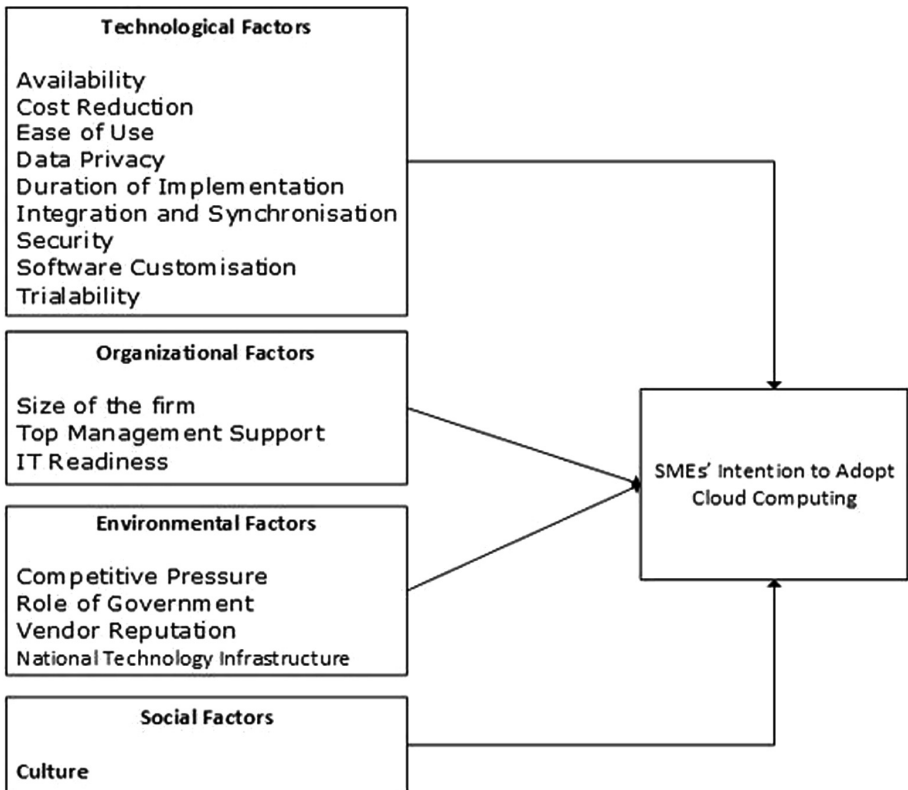 Technological Factors
Availability
Cost Reduction
Ease of Use
Data Privacy
Duration of Implementation
Integration and Synchronisation
Security
Software Customisation
Trialability
Organizational Factors
Size of the firm
Top Management Support
IT Readiness
Environmental Factors
Competitive Pressure
Role of Government
Vendor Reputation
National Technology Infrastructure
Social Factors
Culture
SMEs’ Intention to Adopt
Cloud Computing